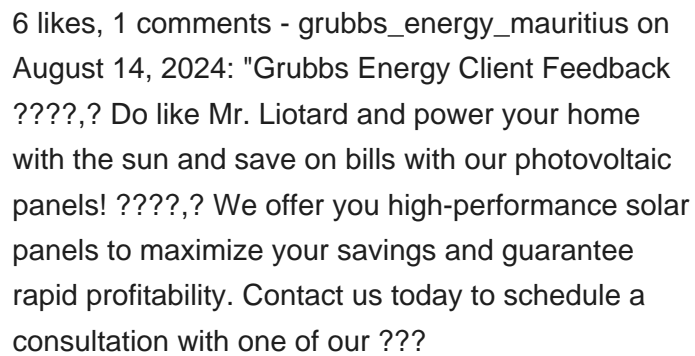 6 likes, 1 comments - grubbs_energy_mauritius on
August 14, 2024: "Grubbs Energy Client Feedback
????,? Do like Mr. Liotard and power your home
with the sun and save on bills with our photovoltaic
panels! ????,? We offer you high-performance solar
panels to maximize your savings and guarantee
rapid profitability. Contact us today to schedule a
consultation with one of our ???